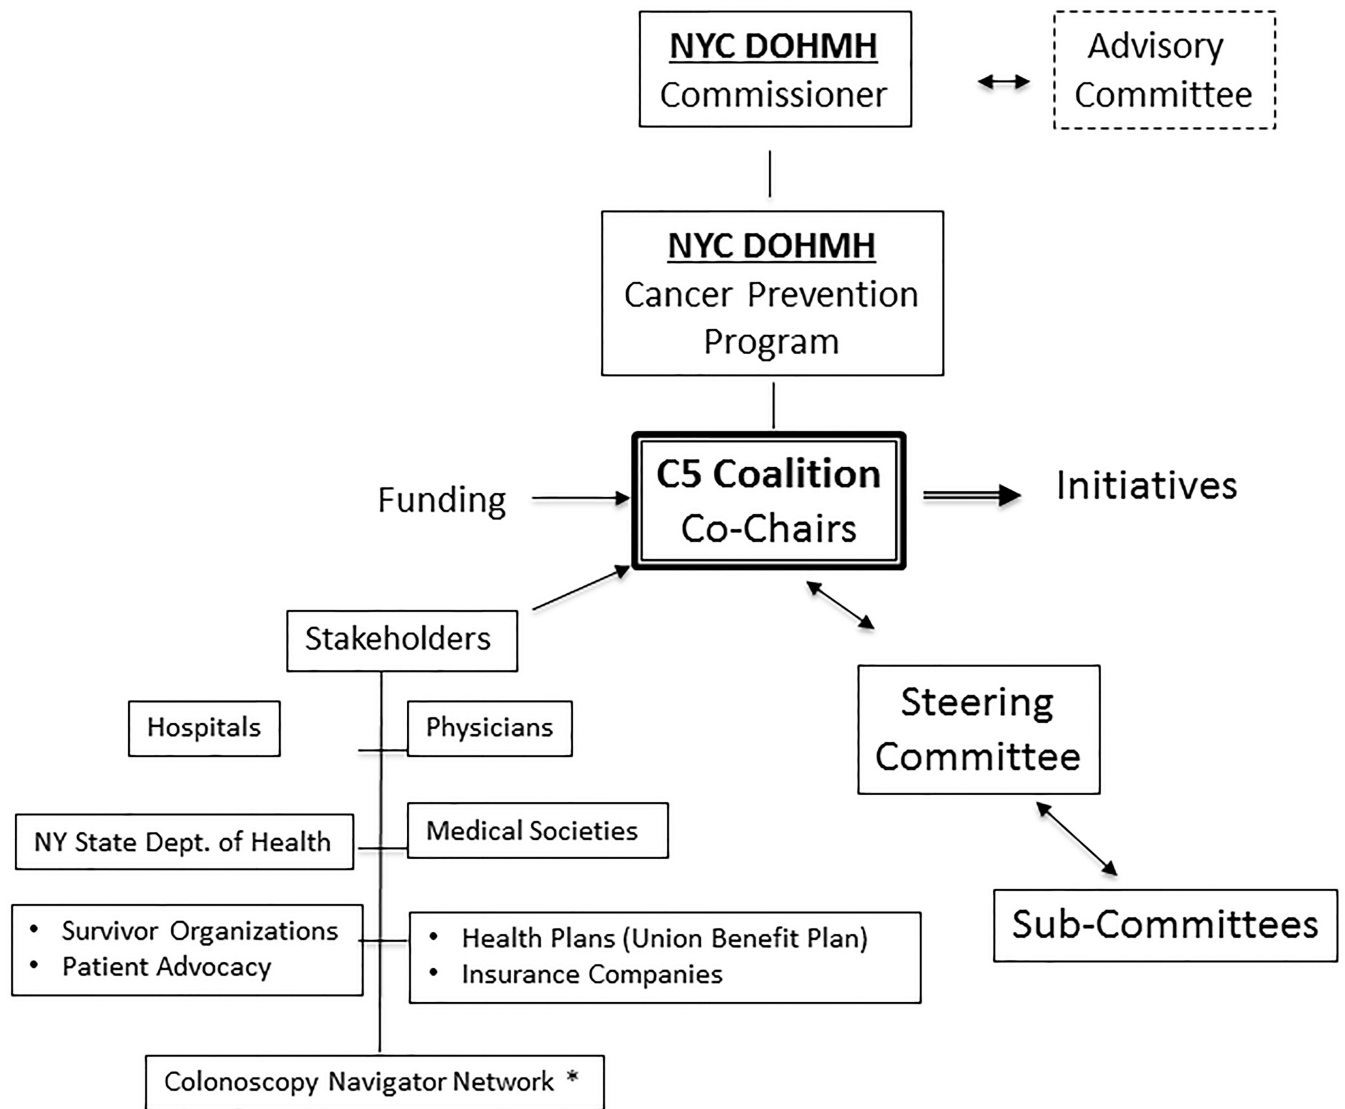 NYC DOHMH
Commissioner
Advisory
Committee
NYC DOHMH
Cancer Prevention
Program
Funding
C5 Coalition
Co-Chairs
Initiatives
Stakeholders
Hospitals
Physicians
Steering
Committee
NY State Dept. of Health
Medical Societies
• Survivor Organizations
• Patient Advocacy
• Health Plans (Union Benefit Plan)
• Insurance Companies
Sub-Committees
Colonoscopy Navigator Network *